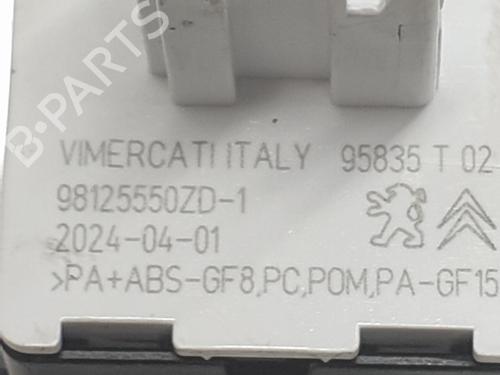 B·PARTS
VIMERCATI ITALY 95835 T 02
98125550ZD-1
2024-04-01
>PA+ABS-GF8,PC,POM,PA-GF15